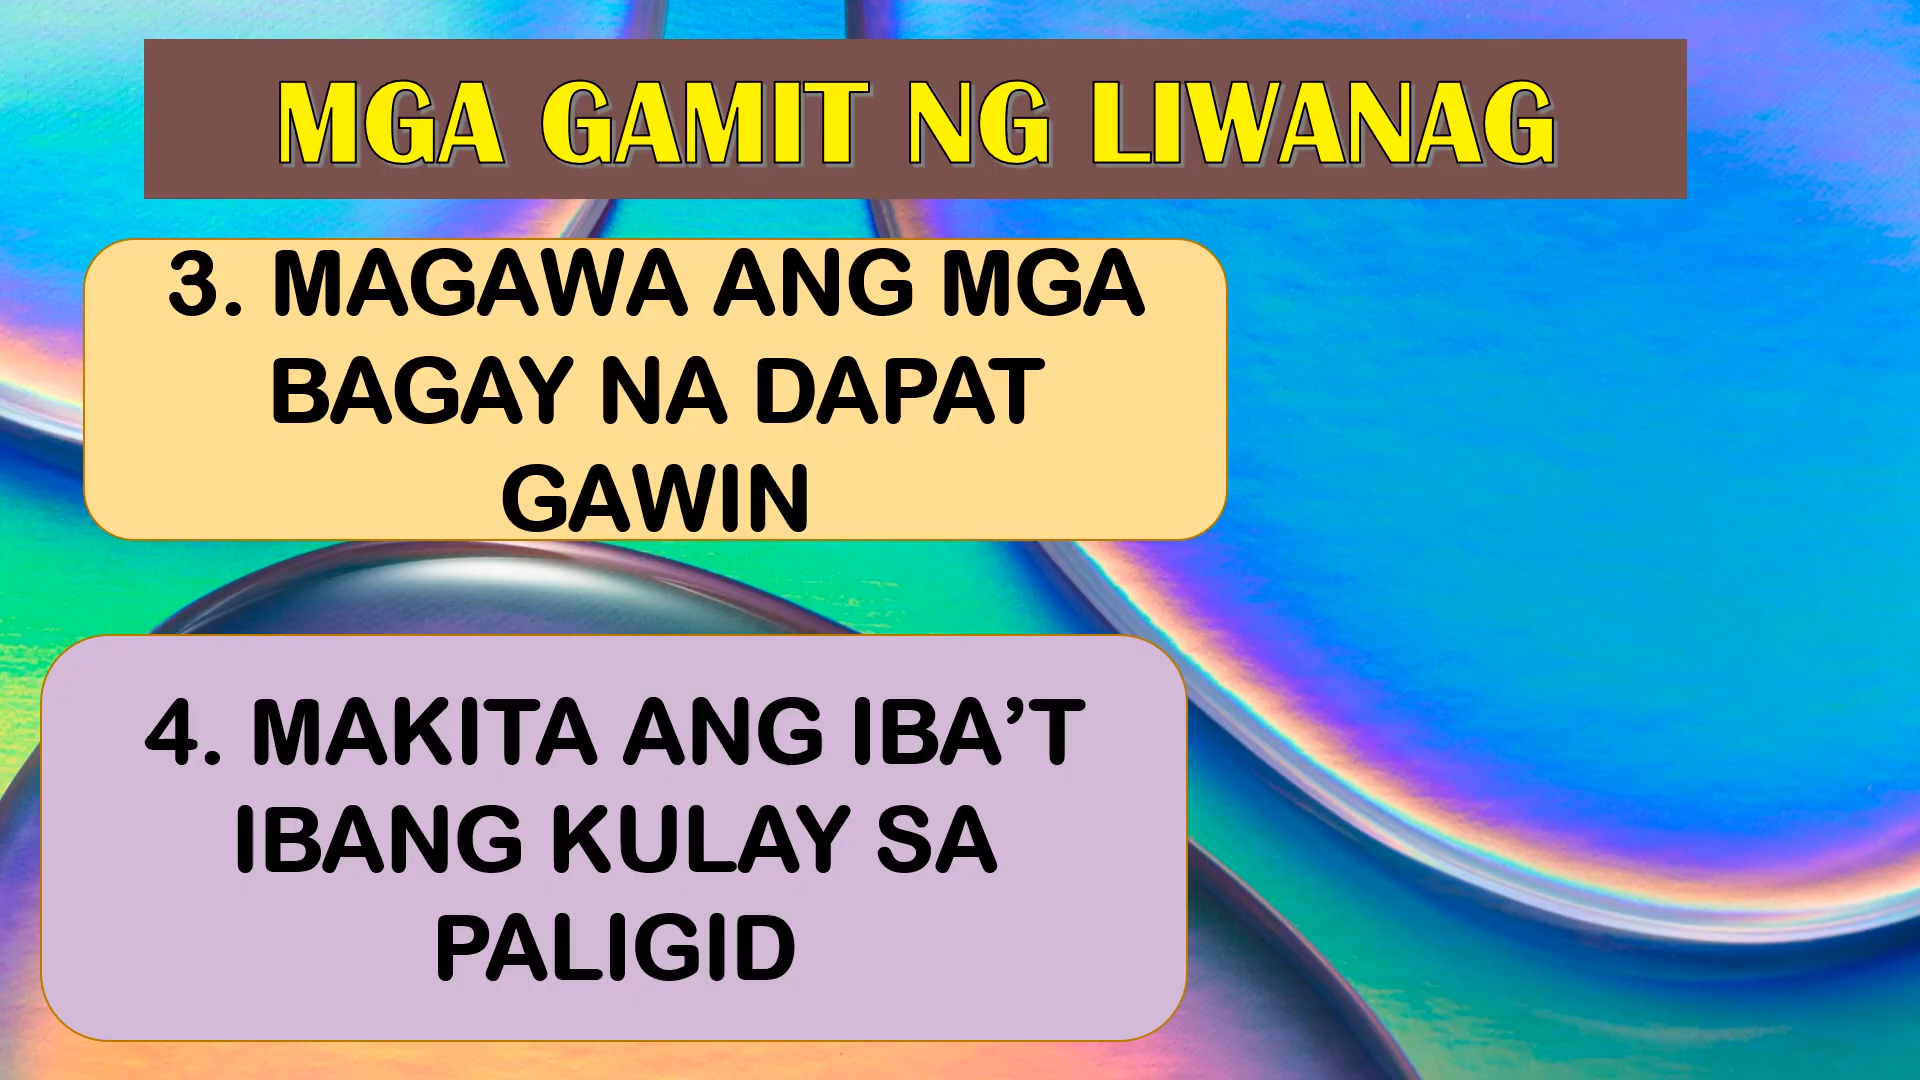 MGA GAMIT NG LIWANAG
3. MAGAWA ANG MGA
BAGAY NA DAPAT
GAWIN
4. MAKITA ANG IBA’T
IBANG KULAY SA
PALIGID